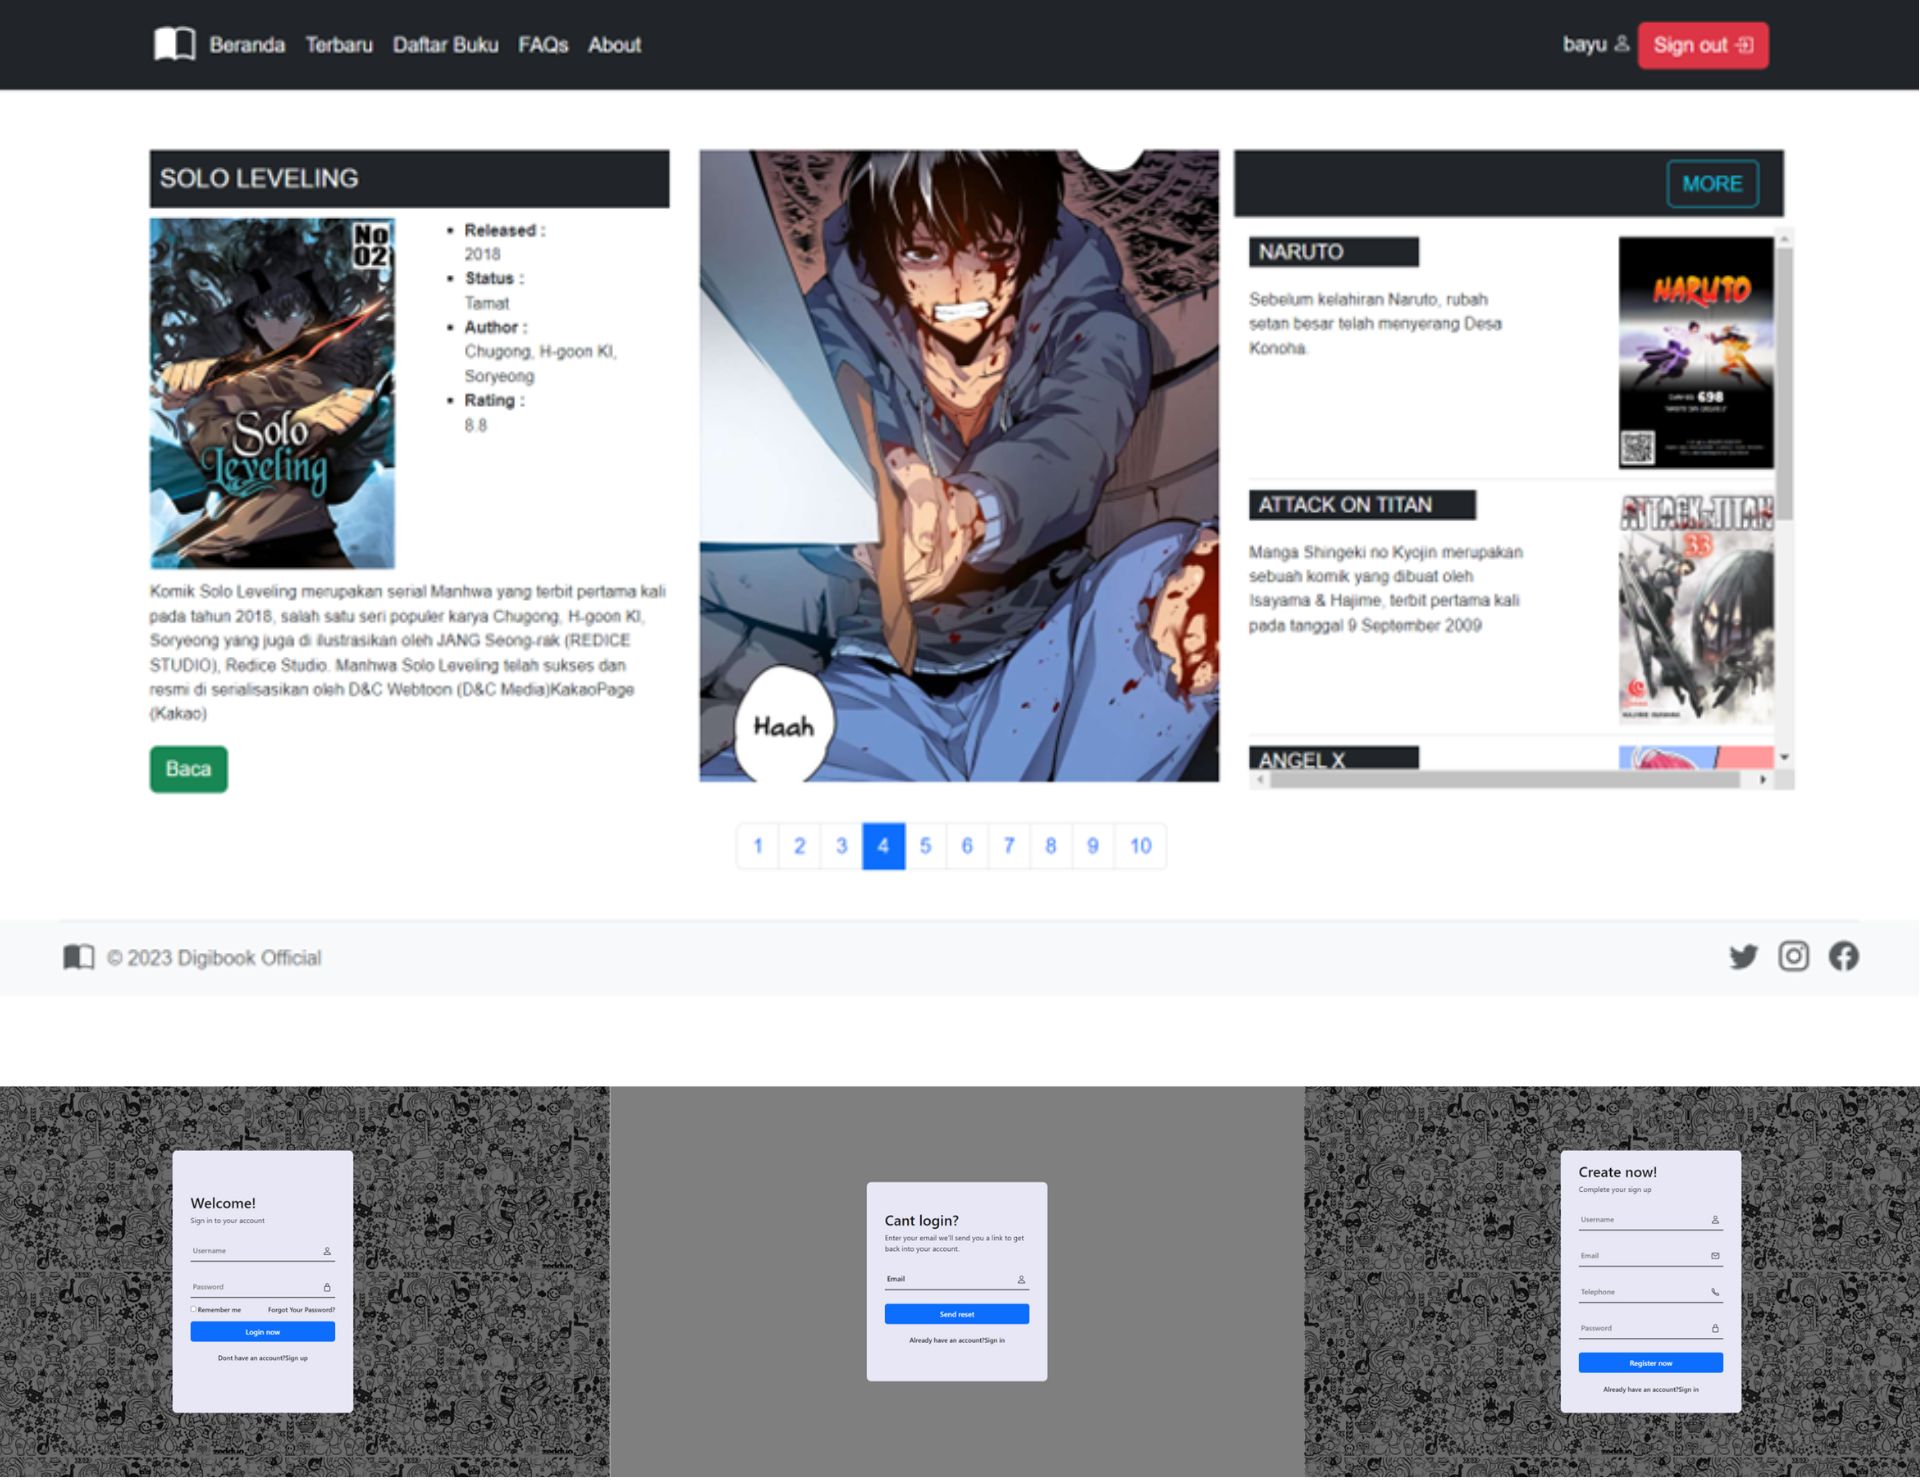 Beranda Terbaru Daftar Buku FAQs About
bayu Sign out
SOLO LEVELING
No
02
Solo
Leveling
Released :
2018
Status :
Tamat
Author :
Chugong, H-goon KI,
Soryeong
Rating :
8.8
Komik Solo Leveling merupakan serial Manhwa yang terbit pertama kali
pada tahun 2018, salah satu seri populer karya Chugong, H-goon KI,
Soryeong yang juga di ilustrasikan oleh JANG Seong-rak (REDICE
STUDIO), Redice Studio. Manhwa Solo Leveling telah sukses dan
resmi di serialisasikan oleh D&C Webtoon (D&C Media)KakaoPage
(Kakao)
Baca
Haah
MORE
NARUTO
Sebelum kelahiran Naruto, rubah
setan besar telah menyerang Desa
Konoha.
NARUTO
698
ATTACK ON TITAN
Manga Shingeki no Kyojin merupakan
sebuah komik yang dibuat oleh
Isayama & Hajime, terbit pertama kali
pada tanggal 9 September 2009
ATTACK ON TITAN
33
ANGEL X
1 2 3 4 5 6 7 8 9 10
© 2023 Digibook Official
Welcome!
Sign in to your account
Username
Password
Remember me Forgot Your Password?
Login now
Dont have an account?Sign up
Cant login?
Enter your email we'll send you a link to get
back into your account.
Email
Send reset
Already have an account?Sign in
Create now!
Complete your sign up
Username
Email
Telephone
Password
Register now
Already have an account?Sign in